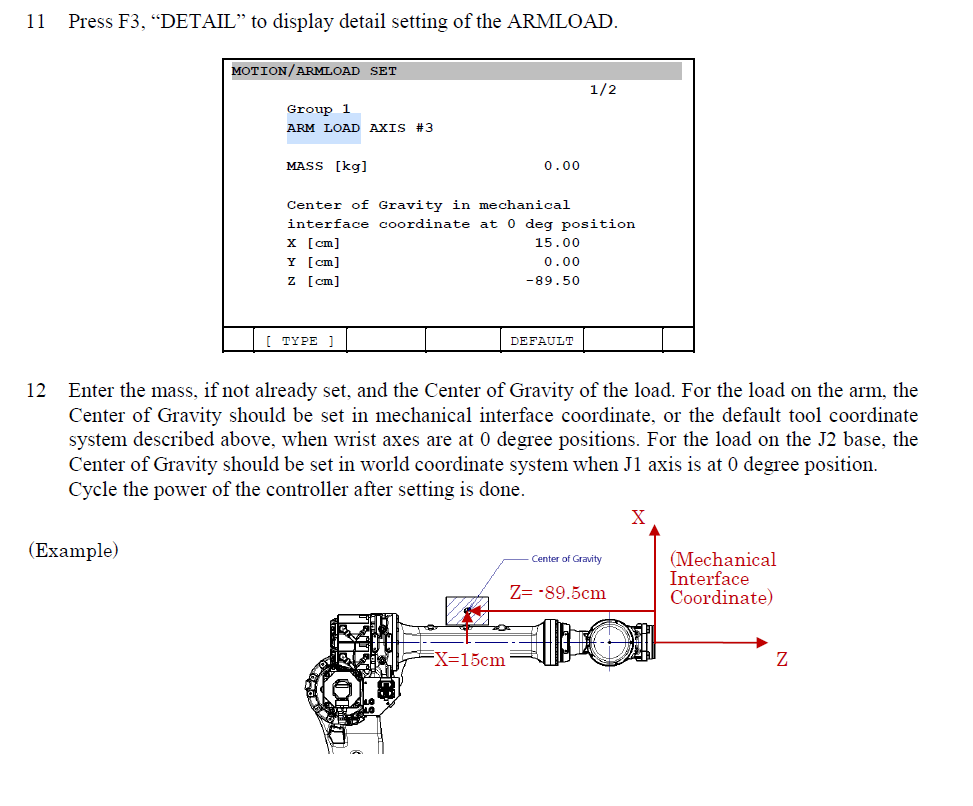 11 Press F3, “DETAIL” to display detail setting of the ARMLOAD.
MOTION/ARMLOAD SET
1/2
Group 1
ARM LOAD AXIS #3
MASS [kg] 0.00
Center of Gravity in mechanical
interface coordinate at 0 deg position
X [cm] 15.00
Y [cm] 0.00
Z [cm] -89.50
[ TYPE ] DEFAULT
12 Enter the mass, if not already set, and the Center of Gravity of the load. For the load on the arm, the
Center of Gravity should be set in mechanical interface coordinate, or the default tool coordinate
system described above, when wrist axes are at 0 degree positions. For the load on the J2 base, the
Center of Gravity should be set in world coordinate system when J1 axis is at 0 degree position.
Cycle the power of the controller after setting is done.
X
(Example)
Center of Gravity
(Mechanical
Interface
Coordinate)
Z= -89.5cm
X=15cm
Z